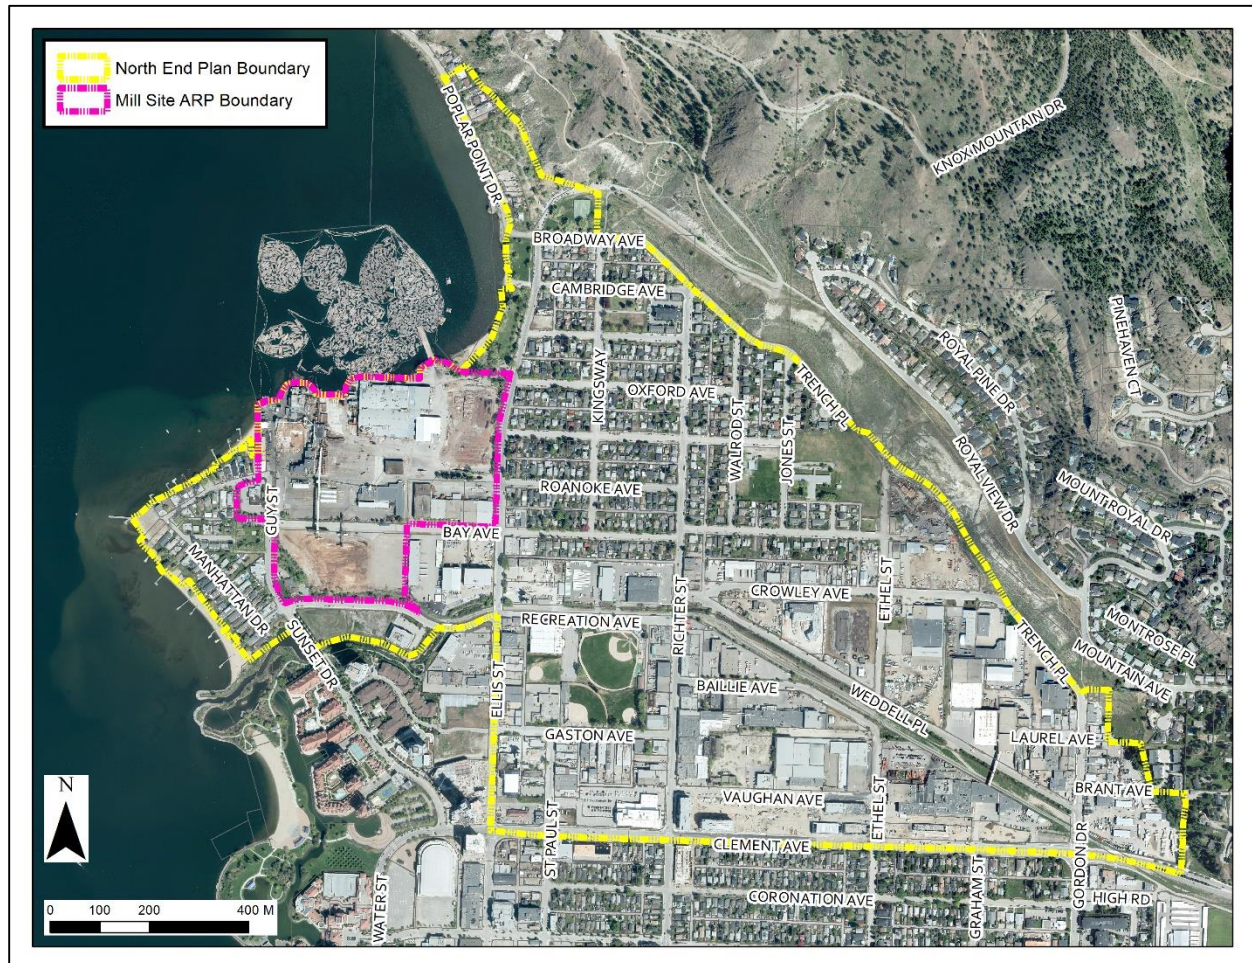 North End Plan Boundary
Mill Site ARP Boundary
POPLAR POINT DR
KNOX MOUNTAIN DR
BROADWAY AVE
CAMBRIDGE AVE
KINGSWAY
OXFORD AVE
WALROD ST
JONES ST
TRENCH PL
ROYAL PINE DR
PINEHAVEN CT
ROYAL VIEW DR
MOUNTROYAL DR
ROANOKE AVE
GUY ST
BAY AVE
MANHATTAN DR
SUNSET DR
RECREATION AVE
RICHTER ST
CROWLEY AVE
ETHEL ST
TRENCH PL
MONTROSE PL
MOUNTAIN AVE
ELLIS ST
BAILLIE AVE
WEDDELL PL
GASTON AVE
LAUREL AVE
VAUGHAN AVE
ETHEL ST
BRANT AVE
ST PAUL ST
CLEMENT AVE
GORDON DR
WATER ST
CORONATION AVE
GRAHAM ST
HIGH RD
N
0 100 200 400 M